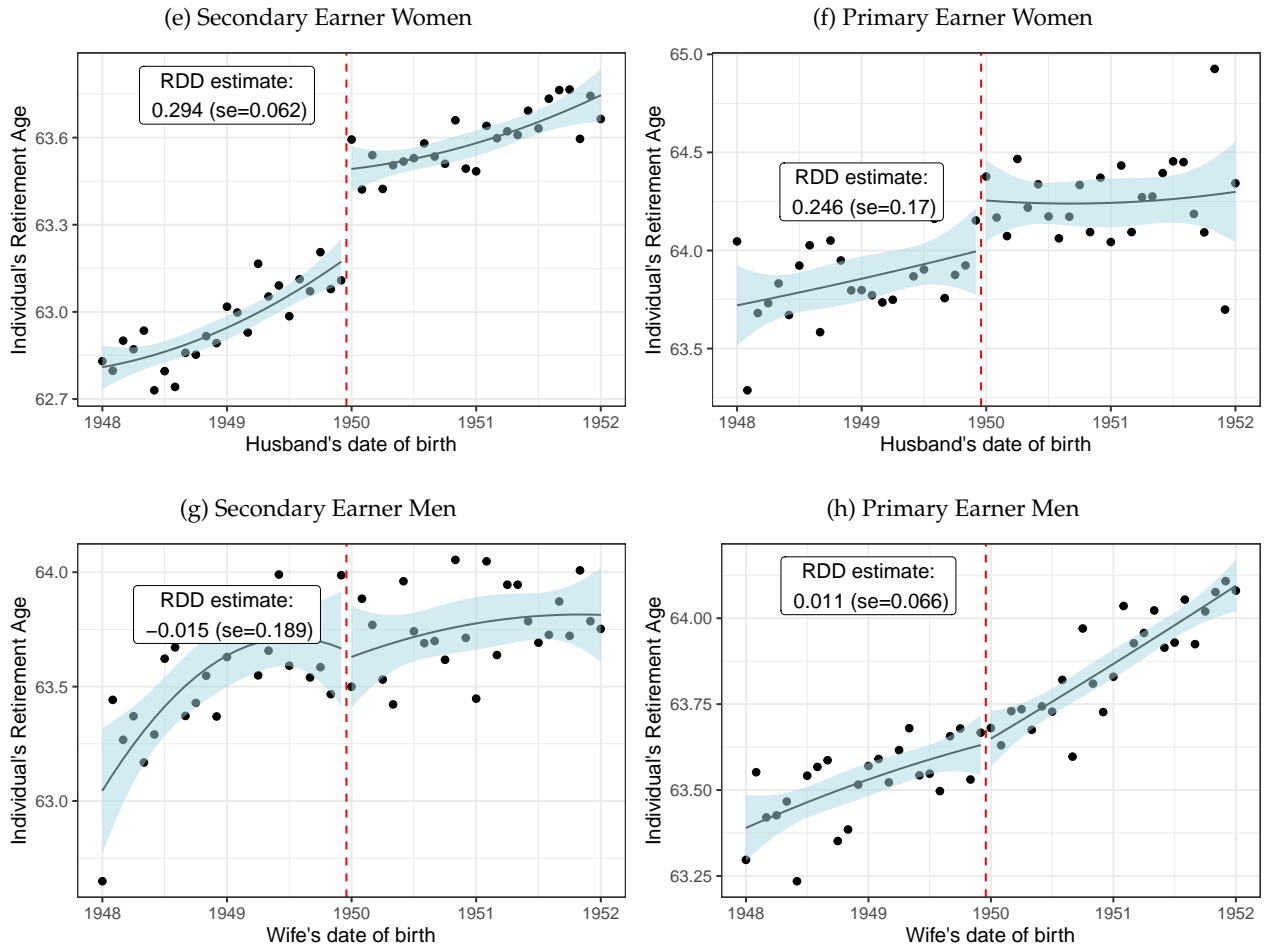 (e) Secondary Earner Women
RDD estimate:
0.294 (se=0.062)
Individual's Retirement Age
63.6
63.3
63.0
62.7
1948 1949 1950 1951 1952
Husband's date of birth
(f) Primary Earner Women
RDD estimate:
0.246 (se=0.17)
Individual's Retirement Age
65.0
64.5
64.0
63.5
1948 1949 1950 1951 1952
Husband's date of birth
(g) Secondary Earner Men
RDD estimate:
−0.015 (se=0.189)
Individual's Retirement Age
64.0
63.5
63.0
1948 1949 1950 1951 1952
Wife's date of birth
(h) Primary Earner Men
RDD estimate:
0.011 (se=0.066)
Individual's Retirement Age
64.00
63.75
63.50
63.25
1948 1949 1950 1951 1952
Wife's date of birth